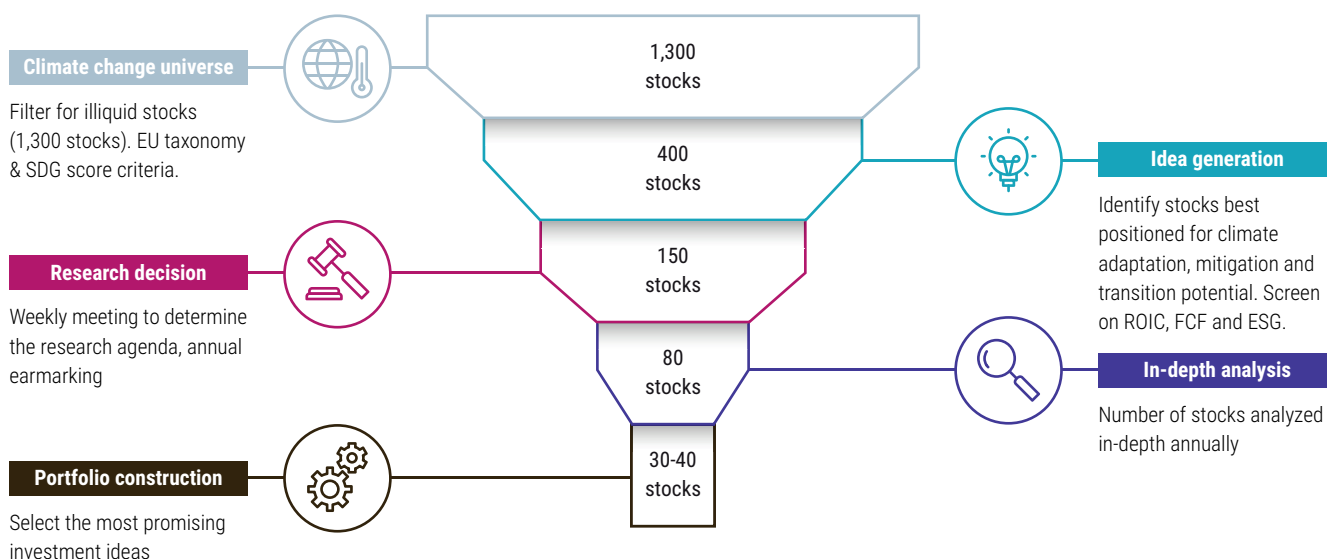 1,300
stocks
Climate change universe
Filter for illiquid stocks
(1,300 stocks). EU taxonomy
& SDG score criteria.
400
stocks
Idea generation
Identify stocks best
positioned for climate
adaptation, mitigation and
transition potential. Screen
on ROIC, FCF and ESG.
150
stocks
Research decision
Weekly meeting to determine
the research agenda, annual
earmarking
80
stocks
In-depth analysis
Number of stocks analyzed
in-depth annually
30-40
stocks
Portfolio construction
Select the most promising
investment ideas